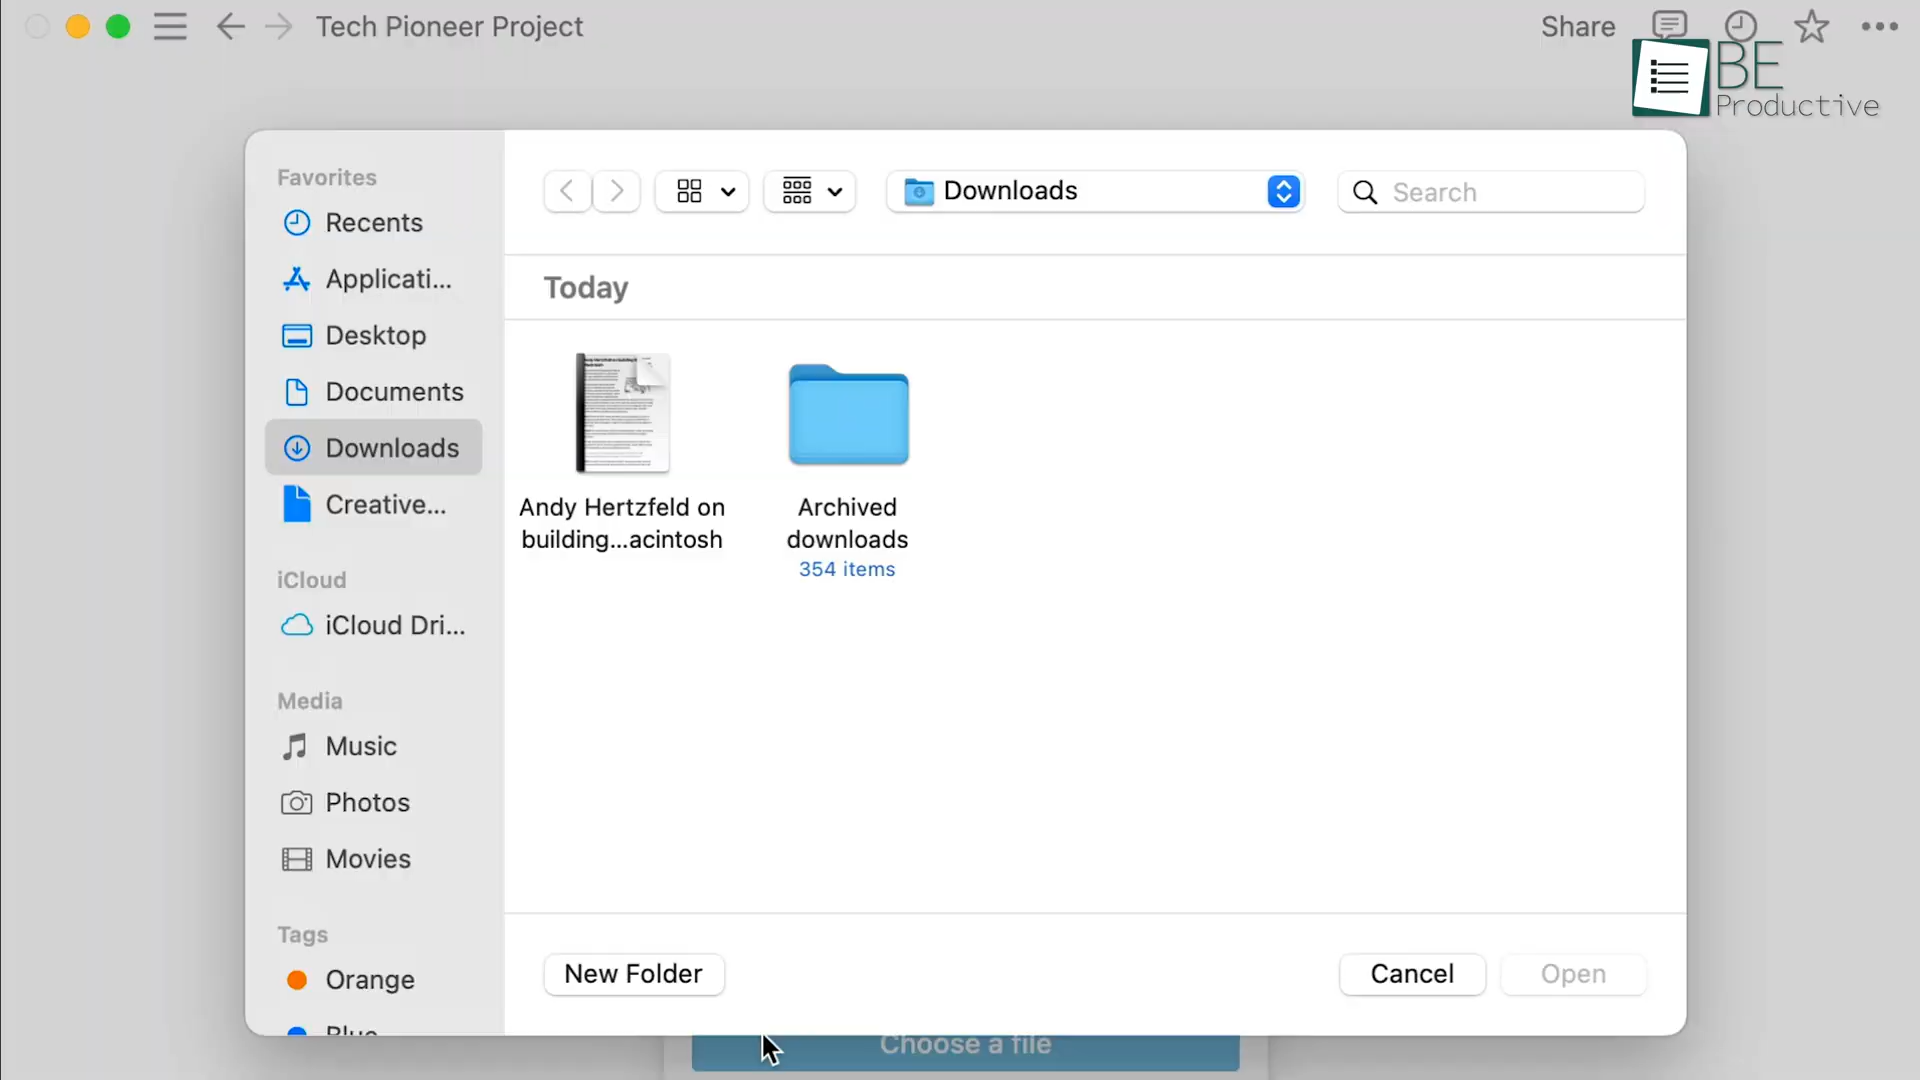 Tech Pioneer Project
Share
BE
Productive
Favorites
Recents
Applicati...
Desktop
Documents
Downloads
Creative...
iCloud
iCloud Dri...
Media
Music
Photos
Movies
Tags
Orange
Blue
Downloads
Search
Today
Andy Hertzfeld on
building...acintosh
Archived
downloads
354 items
New Folder
Cancel
Open
Choose a file